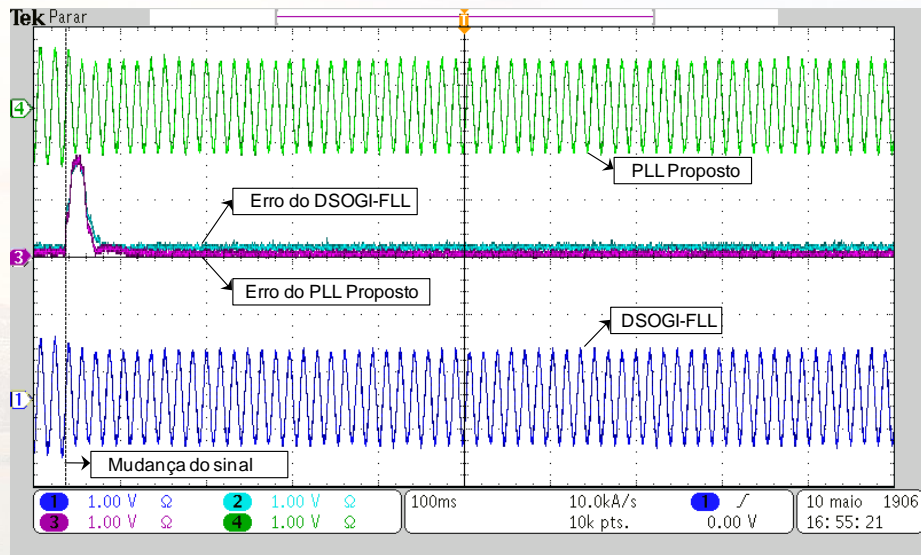 Tek Parar
T
4
PLL Proposto
Erro do DSOGI-FLL
3
Erro do PLL Proposto
DSOGI-FLL
1
Mudança do sinal
1 1.00 V Ω 2 1.00 V Ω
3 1.00 V Ω 4 1.00 V Ω
100ms 10.0kA/s
10k pts.
1 ∫ 0.00 V
10 maio 1906
16:55:21